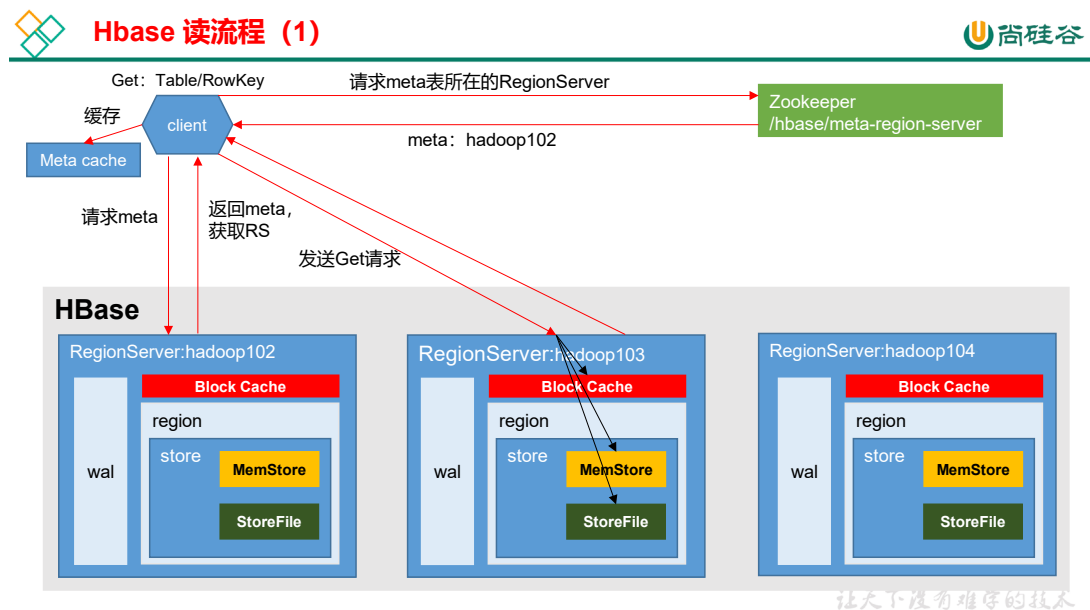 Hbase 读流程（1）
尚硅谷
Get：Table/RowKey
请求meta表所在的RegionServer
缓存
client
Zookeeper
/hbase/meta-region-server
meta：hadoop102
Meta cache
请求meta
返回meta，
获取RS
发送Get请求
HBase
RegionServer:hadoop102
Block Cache
region
wal
store
MemStore
StoreFile
RegionServer:hadoop103
Block Cache
region
wal
store
MemStore
StoreFile
RegionServer:hadoop104
Block Cache
region
wal
store
MemStore
StoreFile
让天下没有难学的技术